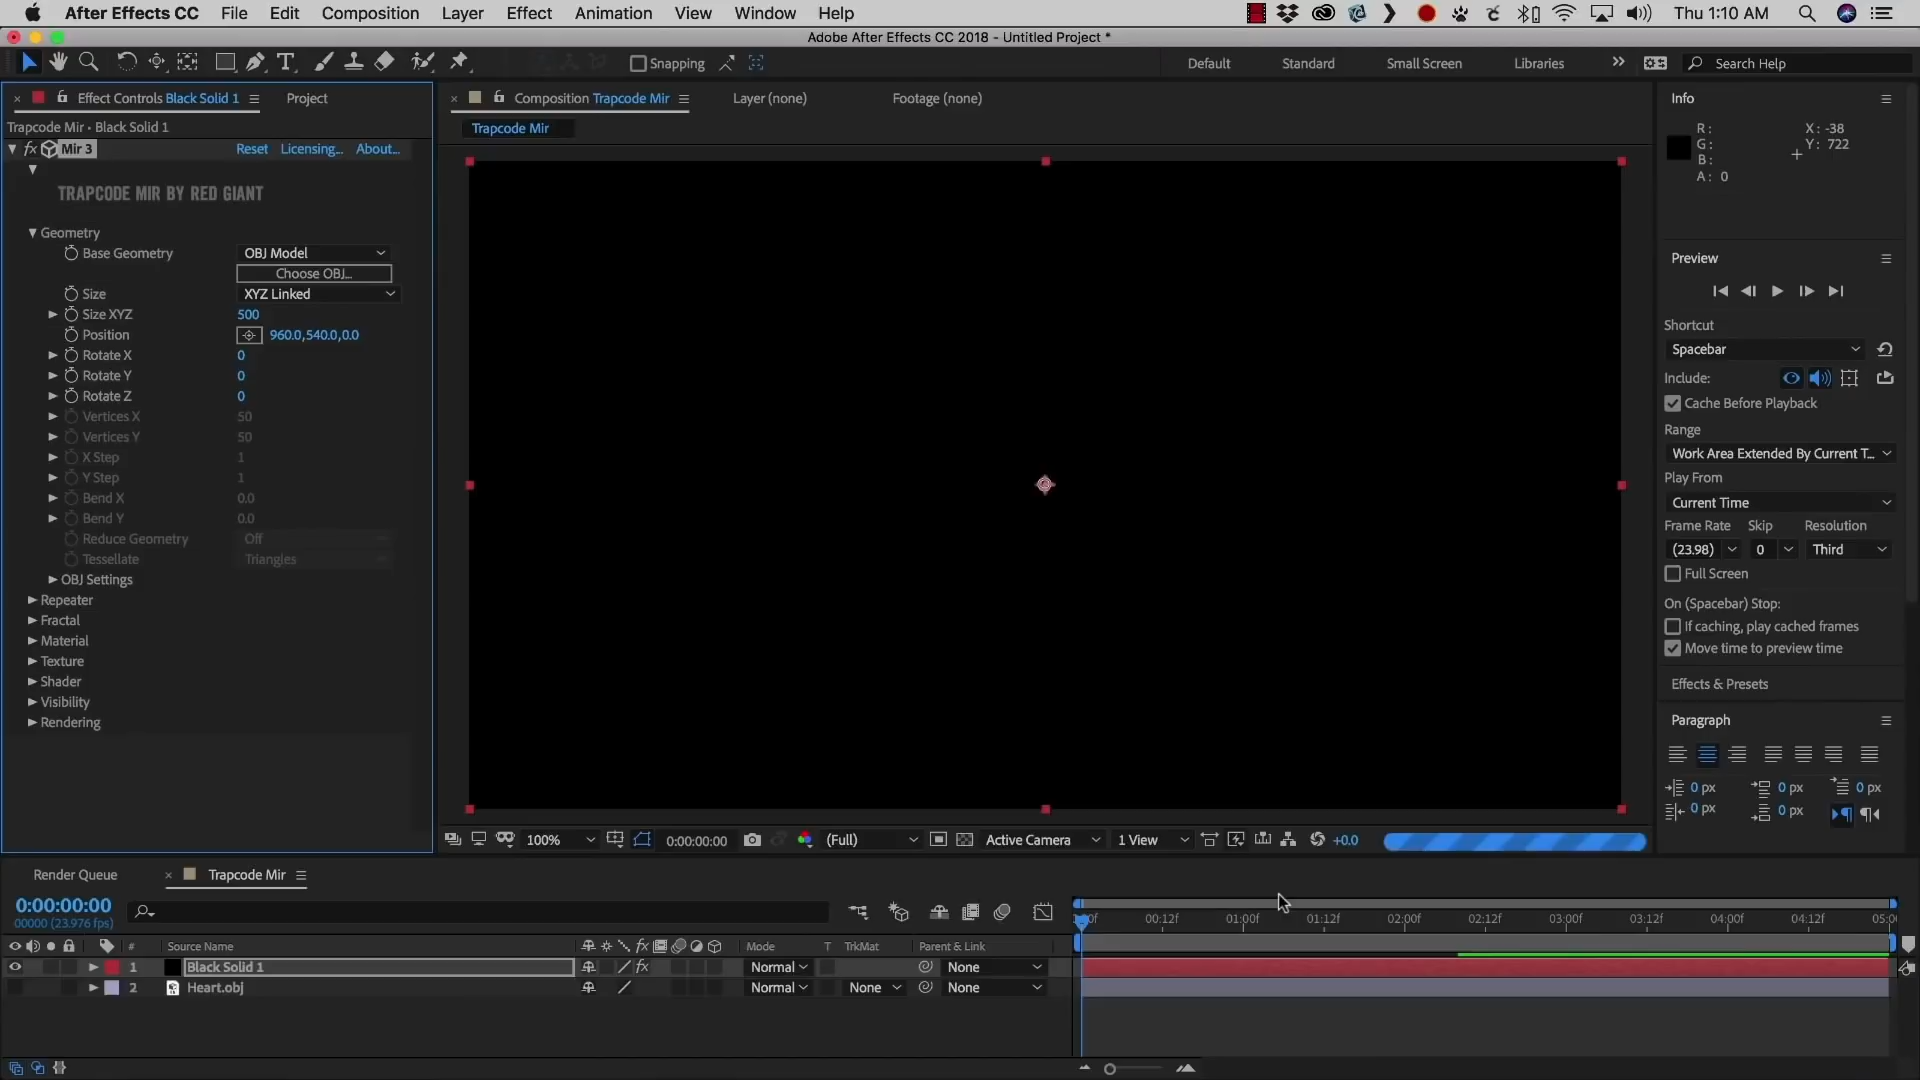 After Effects CC File Edit Composition Layer Effect Animation View Window Help Thu 1:10 AM
Adobe After Effects CC 2018 - Untitled Project *
Snapping Default Standard Small Screen Libraries Search Help
Effect Controls Black Solid 1 Project
Trapcode Mir • Black Solid 1
fx Mir 3 Reset Licensing... About...
TRAPCODE MIR BY RED GIANT
Geometry
Base Geometry OBJ Model
Choose OBJ...
Size XYZ Linked
Size XYZ 500
Position 960.0,540.0,0.0
Rotate X 0
Rotate Y 0
Rotate Z 0
Vertices X 50
Vertices Y 50
X Step 1
Y Step 1
Bend X 0.0
Bend Y 0.0
Reduce Geometry Off
Tessellate Triangles
OBJ Settings
Repeater
Fractal
Material
Texture
Shader
Visibility
Rendering
Composition Trapcode Mir Layer (none) Footage (none)
Trapcode Mir
100% 0:00:00:00 (Full) Active Camera 1 View +0.0
Info
R: X: -38
G: Y: 722
B:
A: 0
Preview
Shortcut
Spacebar
Include:
Cache Before Playback
Range
Work Area Extended By Current T...
Play From
Current Time
Frame Rate Skip Resolution
(23.98) 0 Third
Full Screen
On (Spacebar) Stop:
If caching, play cached frames
Move time to preview time
Effects & Presets
Paragraph
0 px 0 px 0 px
0 px 0 px
Render Queue Trapcode Mir
0:00:00:00
00000 (23.976 fps)
00:12f 01:00f 01:12f 02:00f 02:12f 03:00f 03:12f 04:00f 04:12f
# Source Name fx Mode T TrkMat Parent & Link
1 Black Solid 1 fx Normal None
2 Heart.obj Normal None None